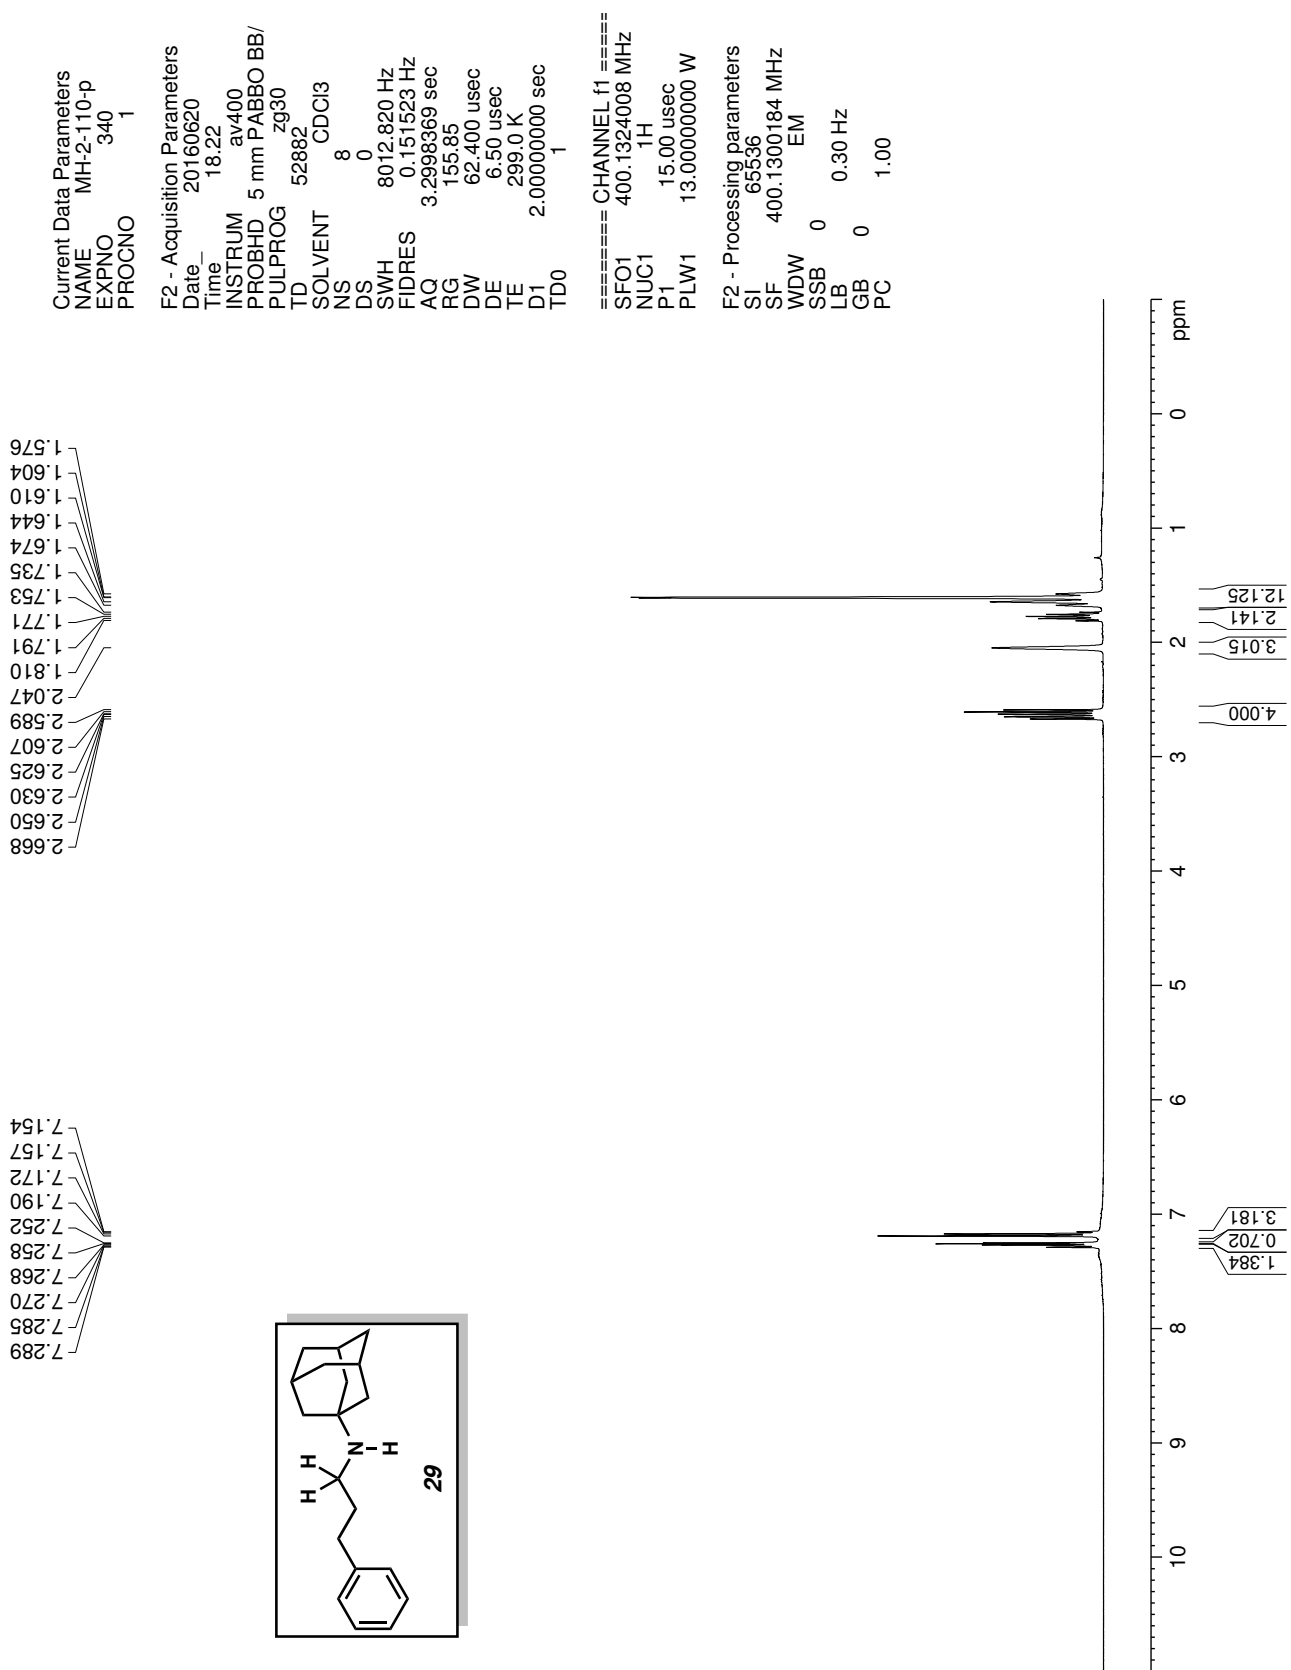 Current Data Parameters
NAME MH-2-110-p
EXPNO 340
PROCNO 1
F2 - Acquisition Parameters
Date_ 20160620
Time 18.22
INSTRUM av400
PROBHD 5 mm PABBO BB/
PULPROG zg30
TD 52882
SOLVENT CDCl3
NS 8
DS 0
SWH 8012.820 Hz
FIDRES 0.151523 Hz
AQ 3.2998369 sec
RG 155.85
DW 62.400 usec
DE 6.50 usec
TE 299.0 K
D1 2.00000000 sec
TD0 1
======== CHANNEL f1 ========
SFO1 400.1324008 MHz
NUC1 1H
P1 15.00 usec
PLW1 13.00000000 W
F2 - Processing parameters
SI 65536
SF 400.1300184 MHz
WDW EM
SSB 0
LB 0.30 Hz
GB 0
PC 1.00
7.289
7.285
7.270
7.268
7.258
7.252
7.190
7.172
7.157
7.154
2.668
2.650
2.630
2.625
2.607
2.589
2.047
1.810
1.791
1.771
1.753
1.735
1.674
1.644
1.610
1.604
1.576
H
H
N
H
29
10
9
8
7
6
5
4
3
2
1
0
ppm
1.384
0.702
3.181
4.000
3.015
2.141
12.125